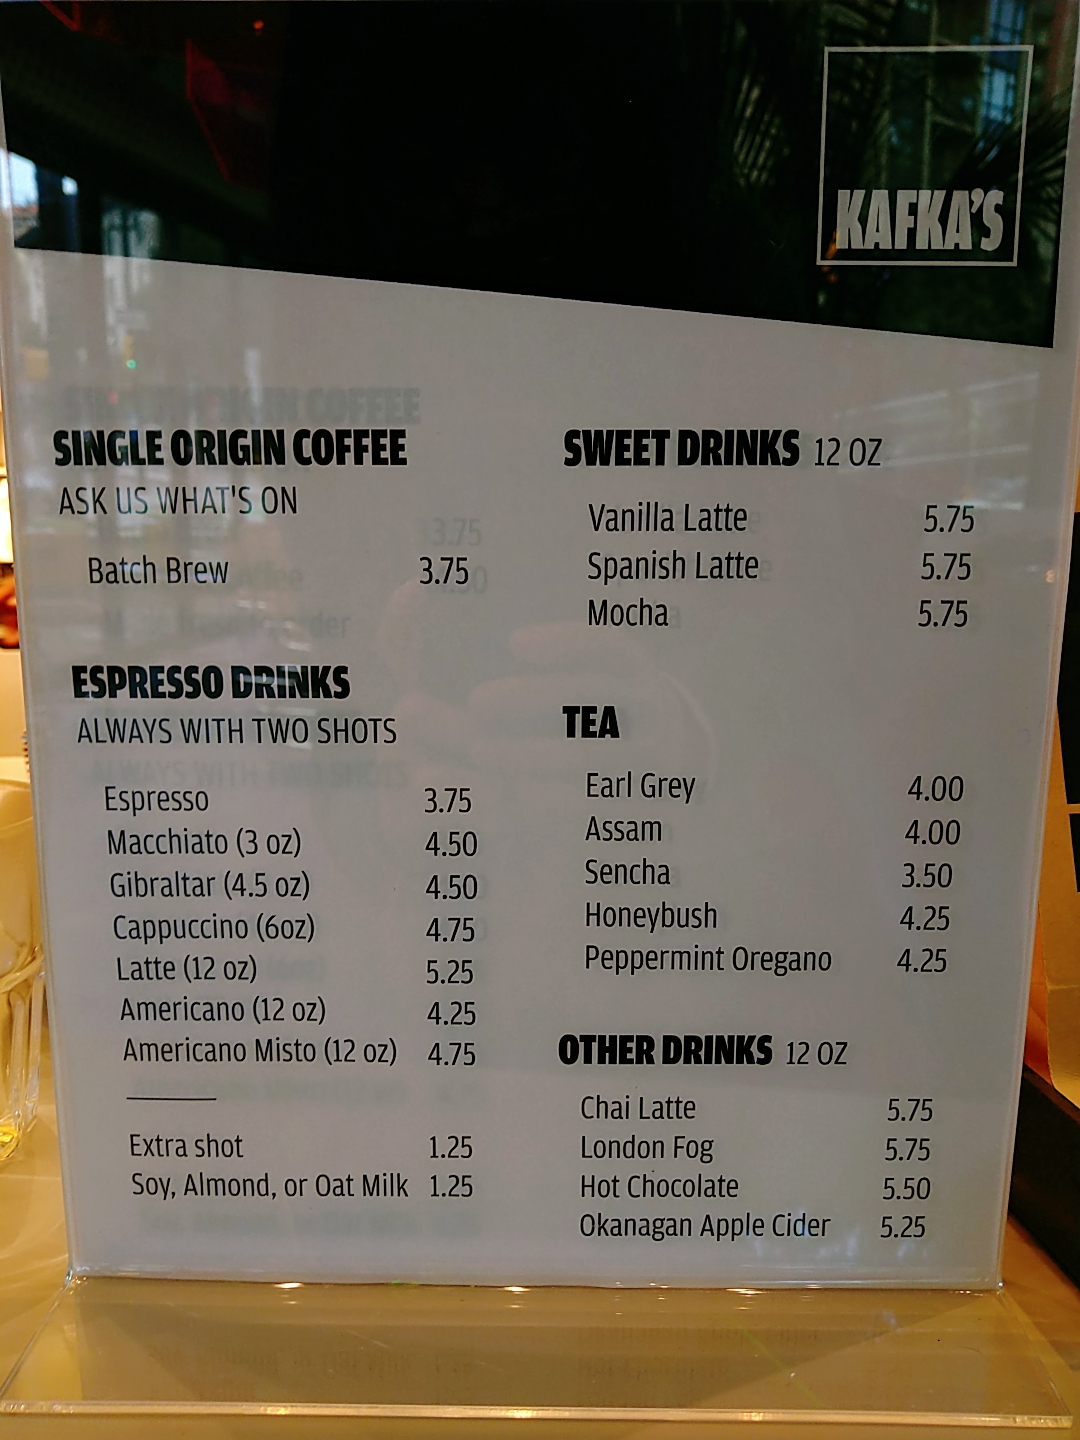 KAFKA'S
SINGLE ORIGIN COFFEE
ASK US WHAT'S ON
Batch Brew 3.75
ESPRESSO DRINKS
ALWAYS WITH TWO SHOTS
Espresso 3.75
Macchiato (3 oz) 4.50
Gibraltar (4.5 oz) 4.50
Cappuccino (6oz) 4.75
Latte (12 oz) 5.25
Americano (12 oz) 4.25
Americano Misto (12 oz) 4.75
Extra shot 1.25
Soy, Almond, or Oat Milk 1.25
SWEET DRINKS 12 OZ
Vanilla Latte 5.75
Spanish Latte 5.75
Mocha 5.75
TEA
Earl Grey 4.00
Assam 4.00
Sencha 3.50
Honeybush 4.25
Peppermint Oregano 4.25
OTHER DRINKS 12 OZ
Chai Latte 5.75
London Fog 5.75
Hot Chocolate 5.50
Okanagan Apple Cider 5.25